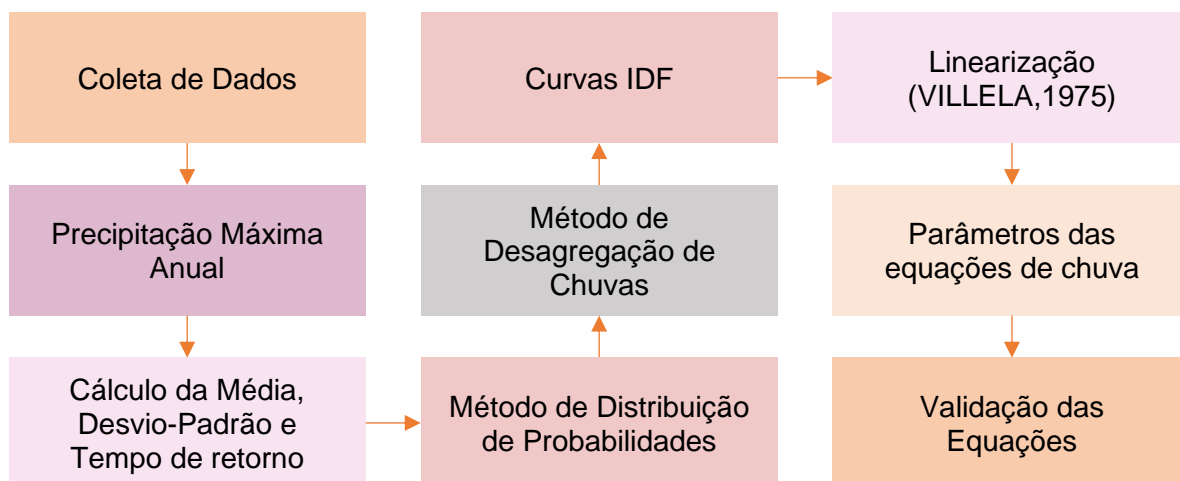 Coleta de Dados
Precipitação Máxima
Anual
Cálculo da Média,
Desvio-Padrão e
Tempo de retorno
Método de Distribuição
de Probabilidades
Método de
Desagregação de
Chuvas
Curvas IDF
Linearização
(VILLELA,1975)
Parâmetros das
equações de chuva
Validação das
Equações